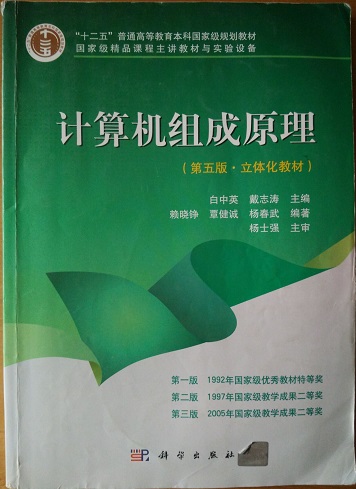 十二五
“十二五”普通高等教育本科国家级规划教材
国家级精品课程主讲教材与实验设备
计算机组成原理
(第五版·立体化教材)
白中英 戴志涛 主编
赖晓铮 覃健诚 杨春武 编著
杨士强 主审
第一版 1992年国家级优秀教材特等奖
第二版 1997年国家级教学成果二等奖
第三版 2005年国家级教学成果二等奖
科学出版社